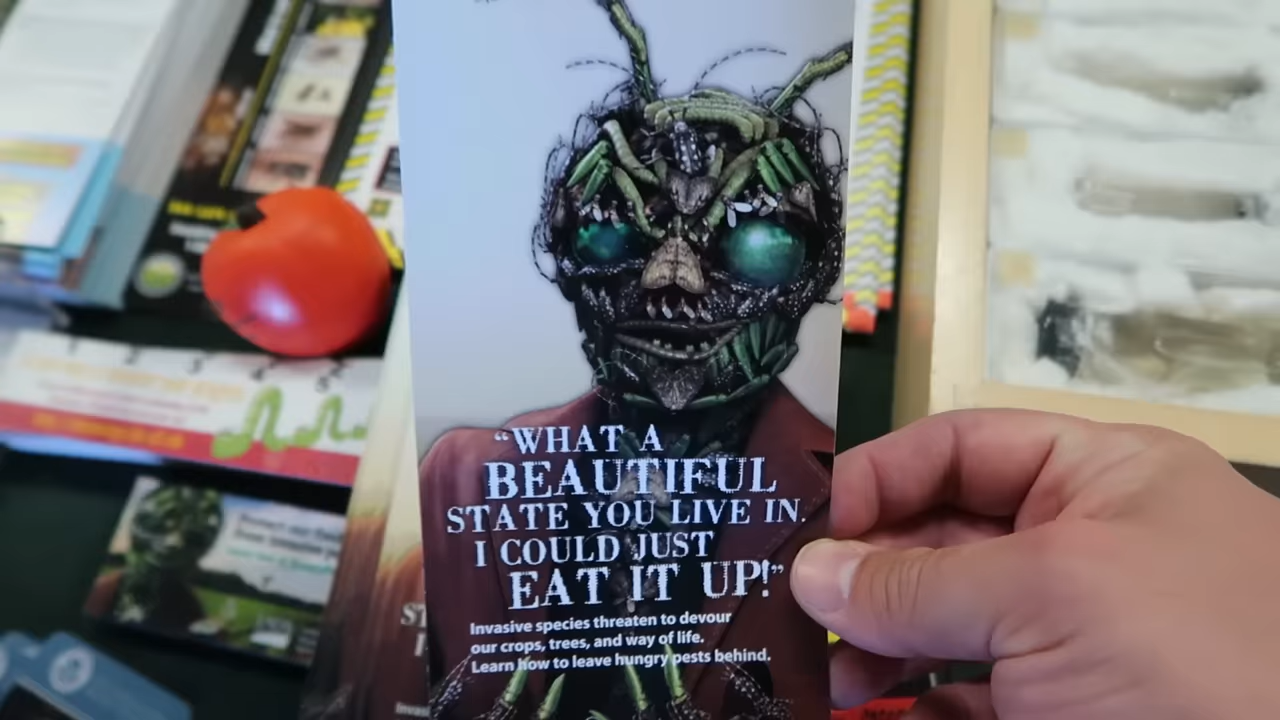 “WHAT A
BEAUTIFUL
STATE YOU LIVE IN.
I COULD JUST
EAT IT UP!”
Invasive species threaten to devour
our crops, trees, and way of life.
Learn how to leave hungry pests behind.